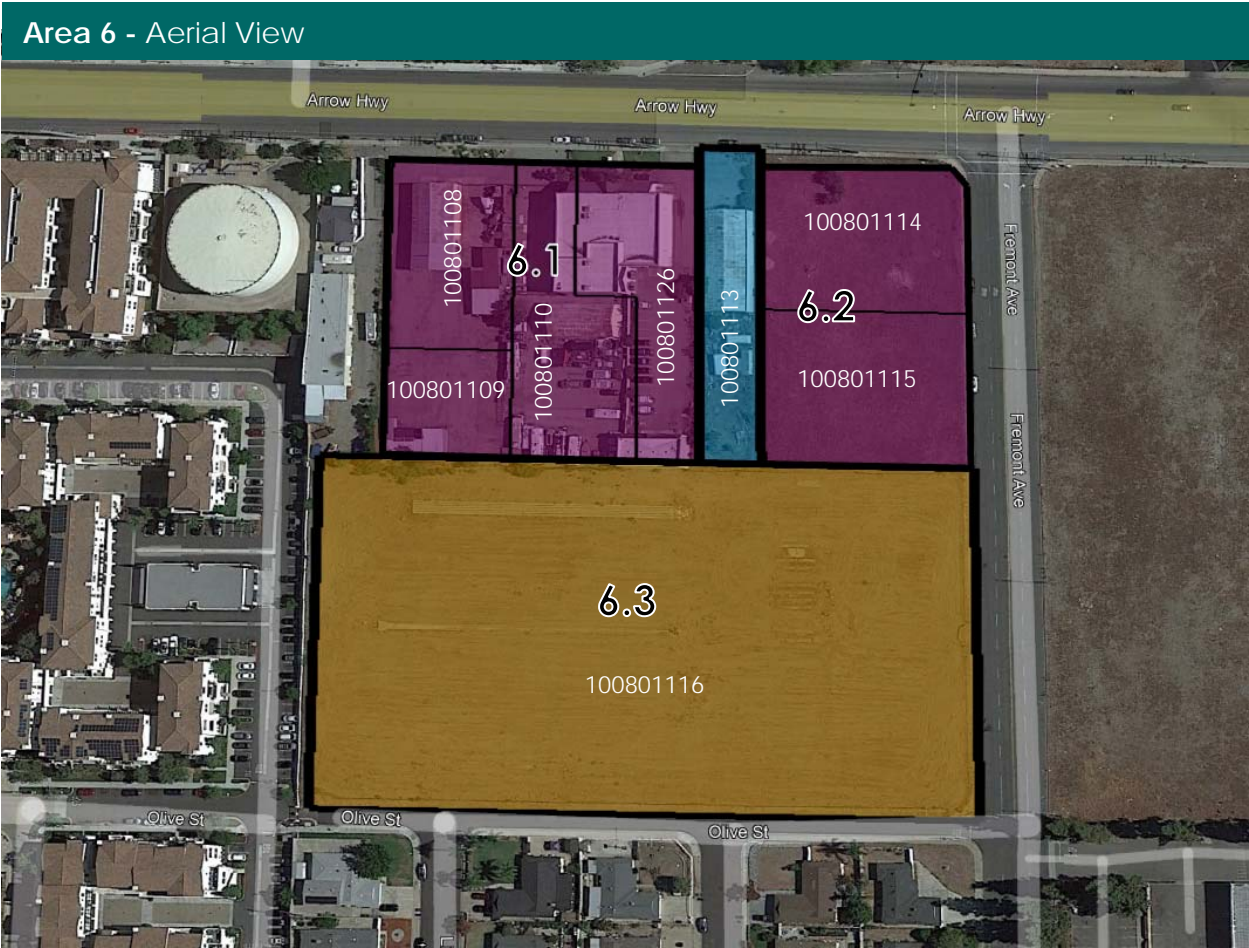 Area 6 - Aerial View
Arrow Hwy
Arrow Hwy
Arrow Hwy
100801108
6.1
100801109
100801110
100801126
100801113
100801114
6.2
100801115
Fremont Ave
Fremont Ave
6.3
100801116
Olive St
Olive St
Olive St